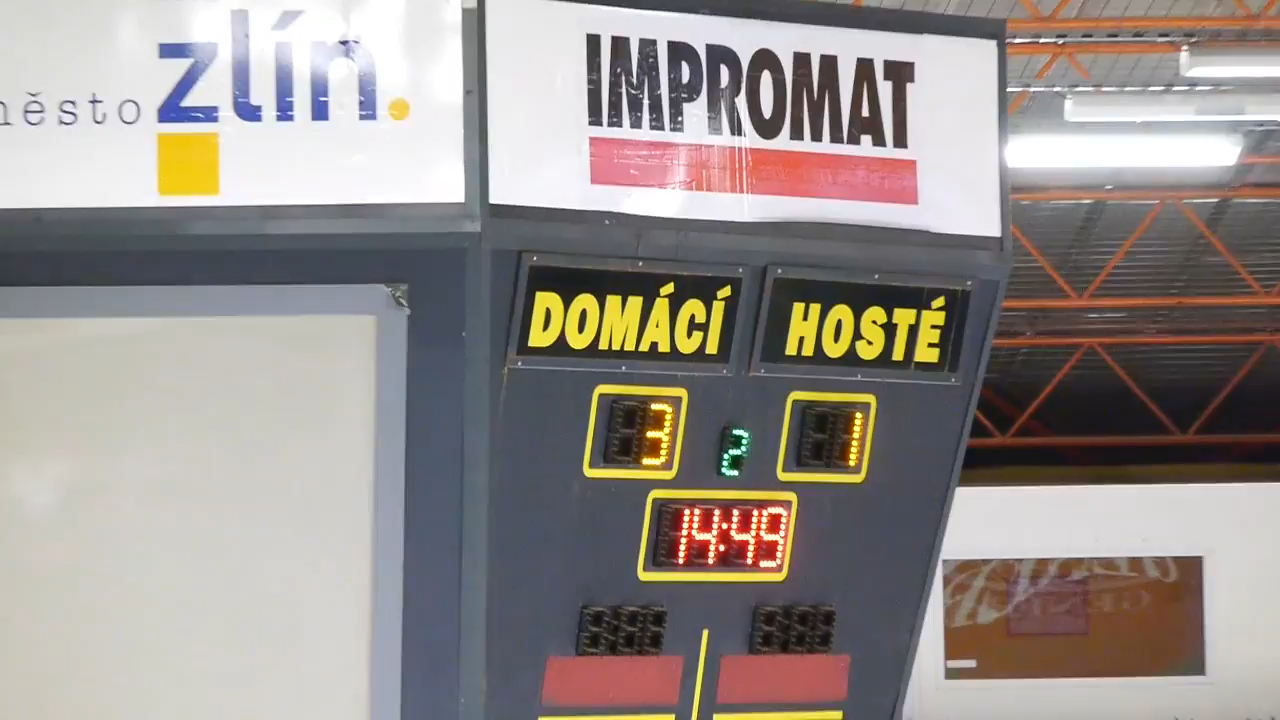 město zlín.
IMPROMAT
DOMÁCÍ HOSTÉ
3 2 1
14:49